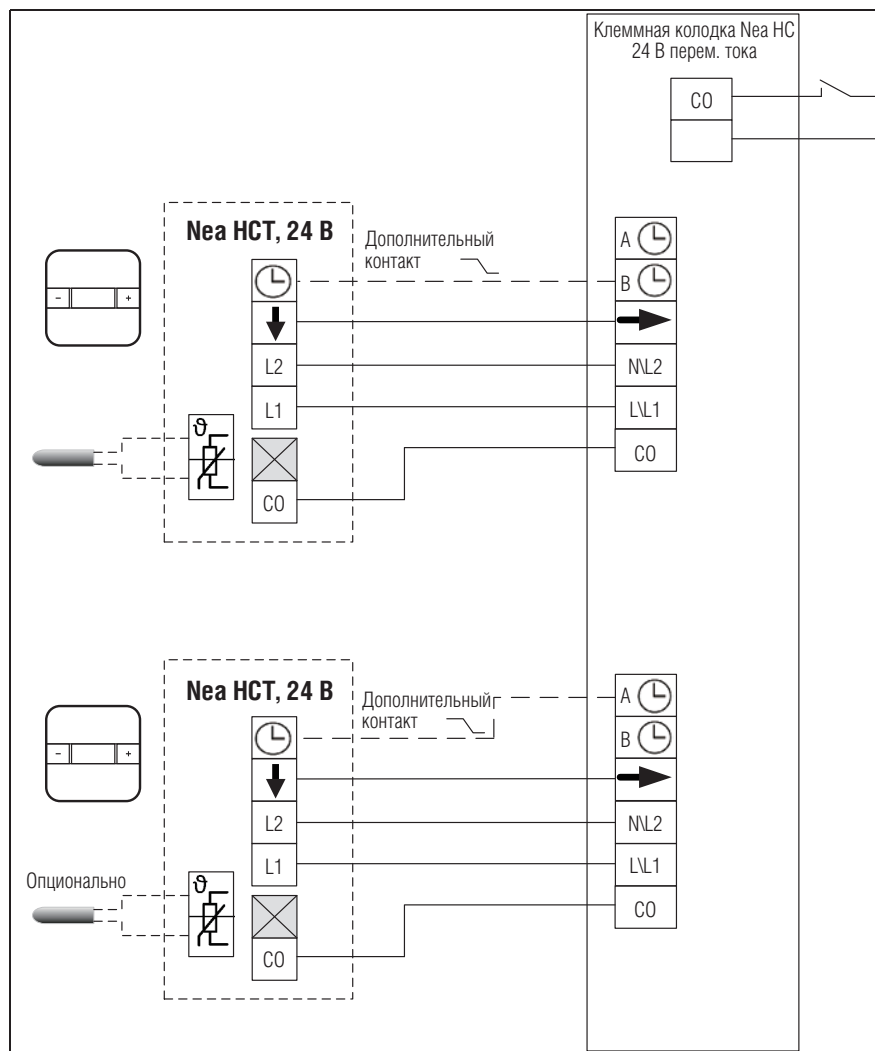 Клеммная колодка Nea HC
24 В перем. тока
CO
Nea HCT, 24 В
Дополнительный
контакт
A
B
- +
L2
N\L2
L1
L\L1
ϑ
CO
CO
Nea HCT, 24 В
Дополнительный
контакт
A
B
- +
L2
N\L2
L1
L\L1
Опционально
ϑ
CO
CO